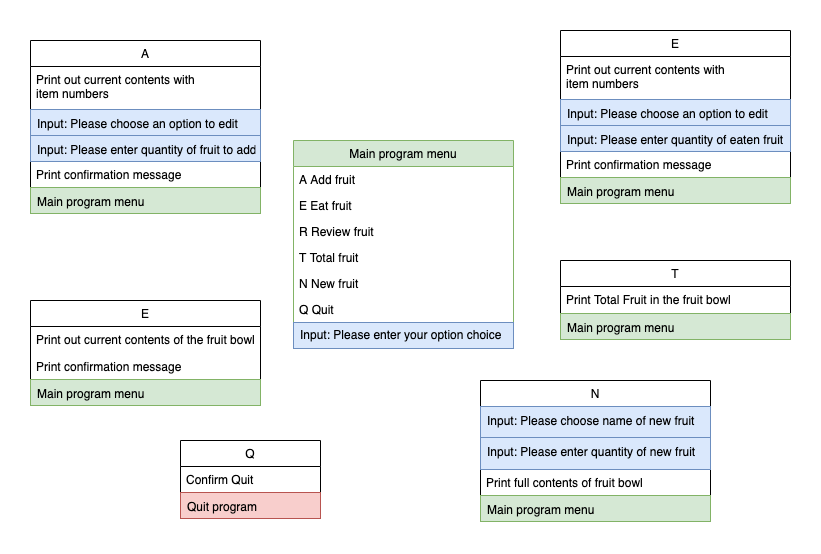 A
Print out current contents with
item numbers
Input: Please choose an option to edit
Input: Please enter quantity of fruit to add
Print confirmation message
Main program menu
E
Print out current contents with
item numbers
Input: Please choose an option to edit
Input: Please enter quantity of eaten fruit
Print confirmation message
Main program menu
Main program menu
A Add fruit
E Eat fruit
R Review fruit
T Total fruit
N New fruit
Q Quit
Input: Please enter your option choice
T
Print Total Fruit in the fruit bowl
Main program menu
E
Print out current contents of the fruit bowl
Print confirmation message
Main program menu
N
Input: Please choose name of new fruit
Input: Please enter quantity of new fruit
Print full contents of fruit bowl
Main program menu
Q
Confirm Quit
Quit program